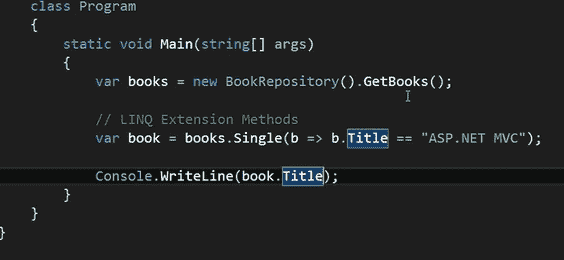 class Program
{
static void Main(string[] args)
{
var books = new BookRepository().GetBooks();
// LINQ Extension Methods
var book = books.Single(b => b.Title == "ASP.NET MVC");
Console.WriteLine(book.Title);
}
}
}